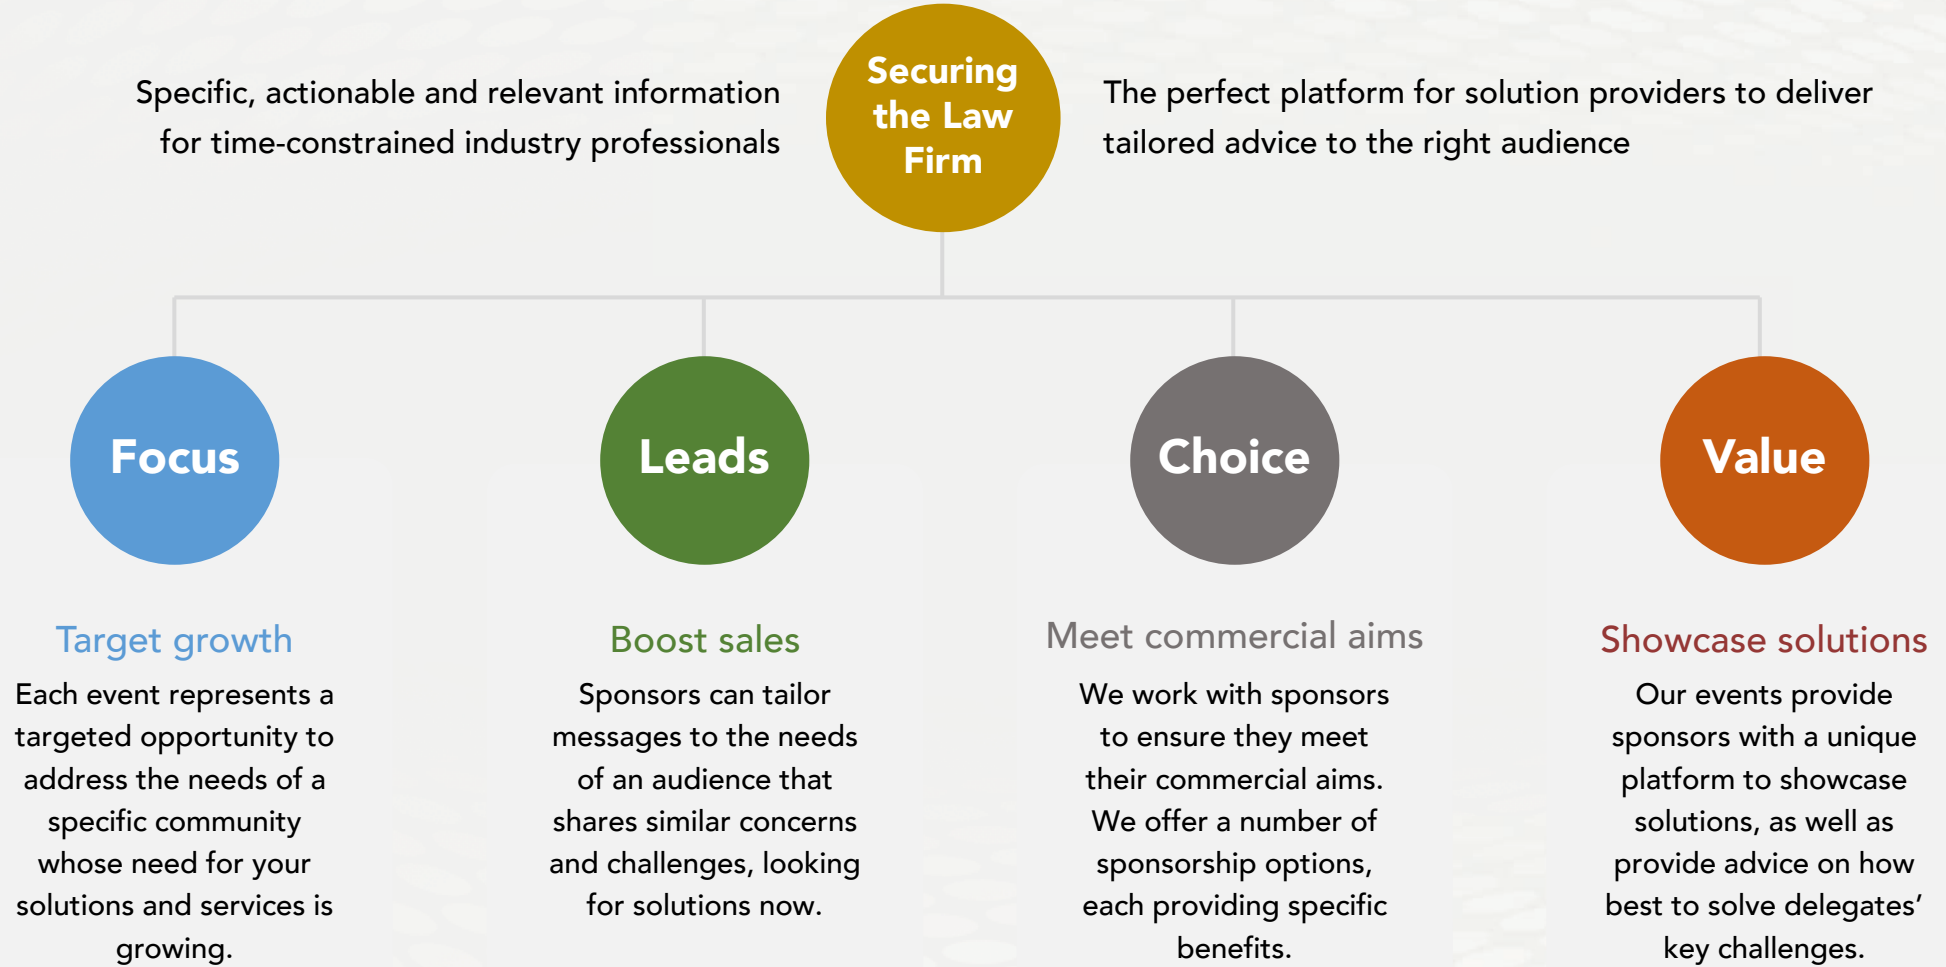 Specific, actionable and relevant information
for time-constrained industry professionals
Securing
the Law
Firm
The perfect platform for solution providers to deliver
tailored advice to the right audience
Focus
Leads
Choice
Value
Target growth
Each event represents a
targeted opportunity to
address the needs of a
specific community
whose need for your
solutions and services is
growing.
Boost sales
Sponsors can tailor
messages to the needs
of an audience that
shares similar concerns
and challenges, looking
for solutions now.
Meet commercial aims
We work with sponsors
to ensure they meet
their commercial aims.
We offer a number of
sponsorship options,
each providing specific
benefits.
Showcase solutions
Our events provide
sponsors with a unique
platform to showcase
solutions, as well as
provide advice on how
best to solve delegates’
key challenges.